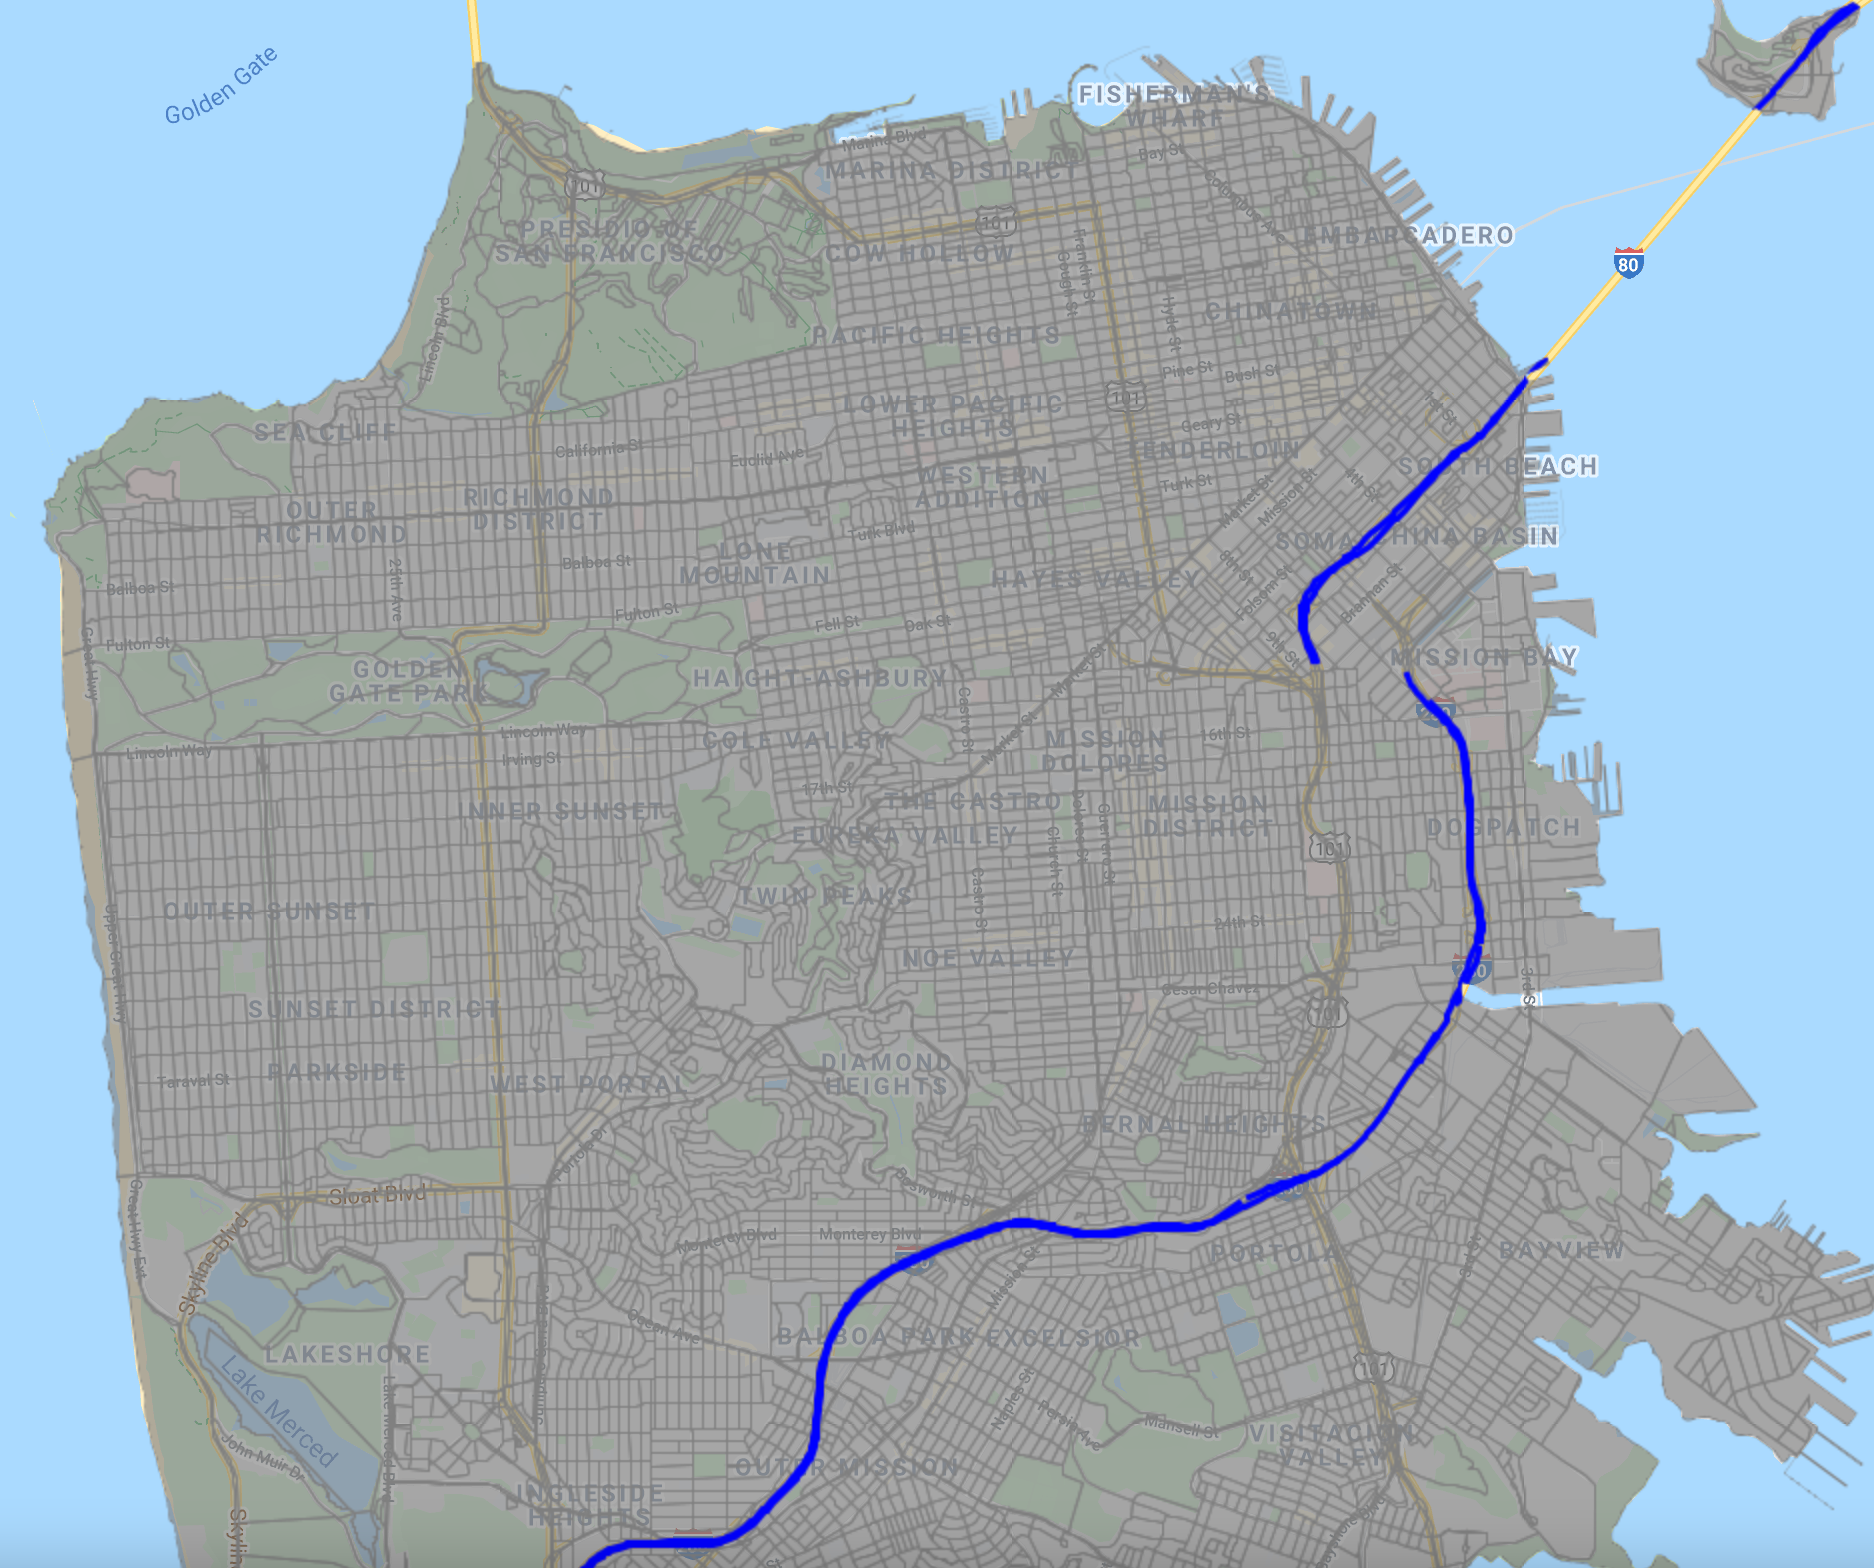 Golden Gate
FISHERMAN'S
WHARF
Marina Blvd
Bay St
MARINA DISTRICT
101
Columbus Ave
PRESIDIO OF
SAN FRANCISCO
101
COW HOLLOW
Franklin St
Gough St
EMBARCADERO
80
Lincoln Blvd
Hyde St
CHINATOWN
PACIFIC HEIGHTS
Pine St
Bush St
101
LOWER PACIFIC
HEIGHTS
1st St
SEA CLIFF
California St
Geary St
Euclid Ave
TENDERLOIN
SOUTH BEACH
WESTERN
ADDITION
Turk St
4th St
Market St
Mission St
RICHMOND
DISTRICT
OUTER
RICHMOND
Turk Blvd
SOMA
CHINA BASIN
LONE
MOUNTAIN
Balboa St
HAYES VALLEY
8th St
Folsom St
Brannan St
Balboa St
Fulton St
Fell St
Oak St
Fulton St
9th St
MISSION BAY
Great Hwy
GOLDEN
GATE PARK
HAIGHT-ASHBURY
Market St
Castro St
Lincoln Way
Lincoln Way
Irving St
COLE VALLEY
Market St
MISSION
DOLORES
16th St
17th St
THE CASTRO
INNER SUNSET
EUREKA VALLEY
MISSION
DISTRICT
Dolores St
Guerrero St
Church St
101
DOGPATCH
TWIN PEAKS
Castro St
OUTER SUNSET
24th St
Upper Great Hwy
NOE VALLEY
Cesar Chavez
3rd St
SUNSET DISTRICT
101
DIAMOND
HEIGHTS
Taraval St
PARKSIDE
WEST PORTAL
BERNAL HEIGHTS
Portola Dr
Bosworth St
Sloat Blvd
Great Hwy Ext
Skyline Blvd
Monterey Blvd
Monterey Blvd
PORTOLA
BAYVIEW
Mission St
Ocean Ave
BALBOA PARK
EXCELSIOR
LAKESHORE
Lake Merced
Lake Merced Blvd
Junipero Serra
101
Naples St
Persia Ave
Mansell St
VISITACION
VALLEY
John Muir Dr
OUTER MISSION
INGLESIDE
HEIGHTS